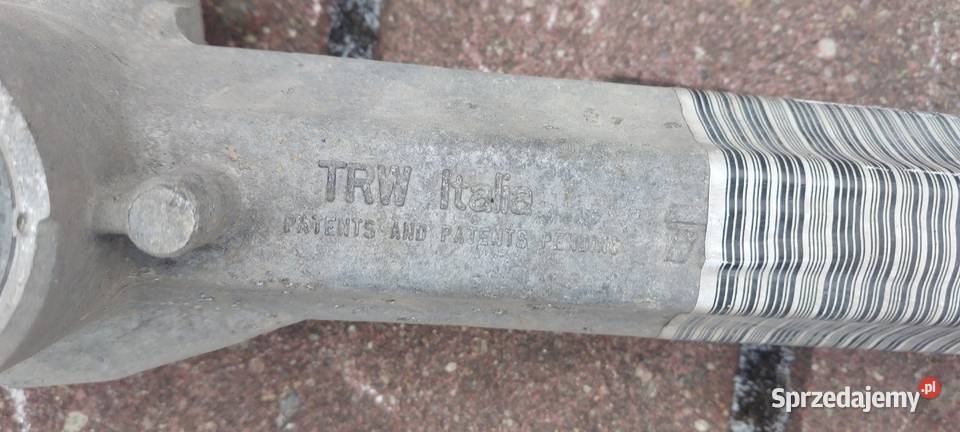 TRW Italia
PATENTS AND PATENTS PENDING
Sprzedajemy.pl